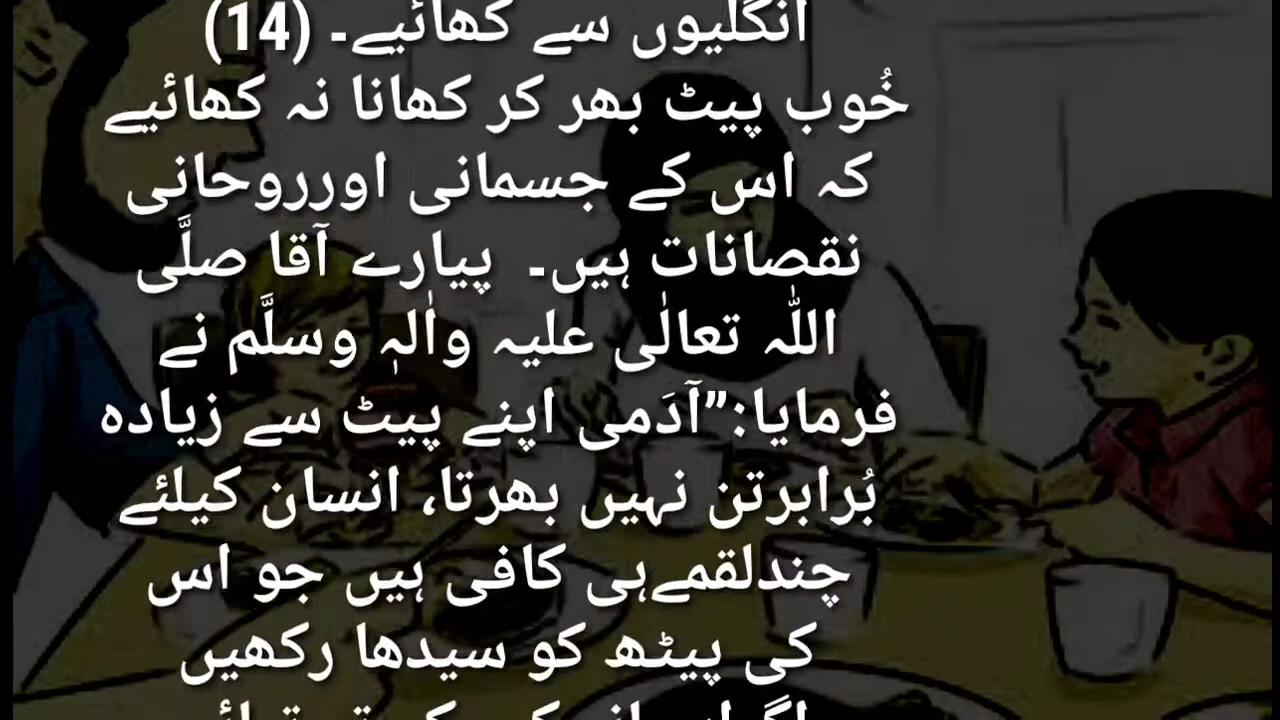 انگلیوں سے کھائیے۔ (14)
خُوب پیٹ بھر کر کھانا نہ کھائیے
کہ اس کے جسمانی اورروحانی
نقصانات ہیں۔ پیارے آقا صلَّی
اللّٰہ تعالٰی علیہ واٰلہٖ وسلَّم نے
فرمایا:”آدَمی اپنے پیٹ سے زیادہ
بُرابرتن نہیں بھرتا، انسان کیلئے
چندلقمےہی کافی ہیں جو اس
کی پیٹھ کو سیدھا رکھیں